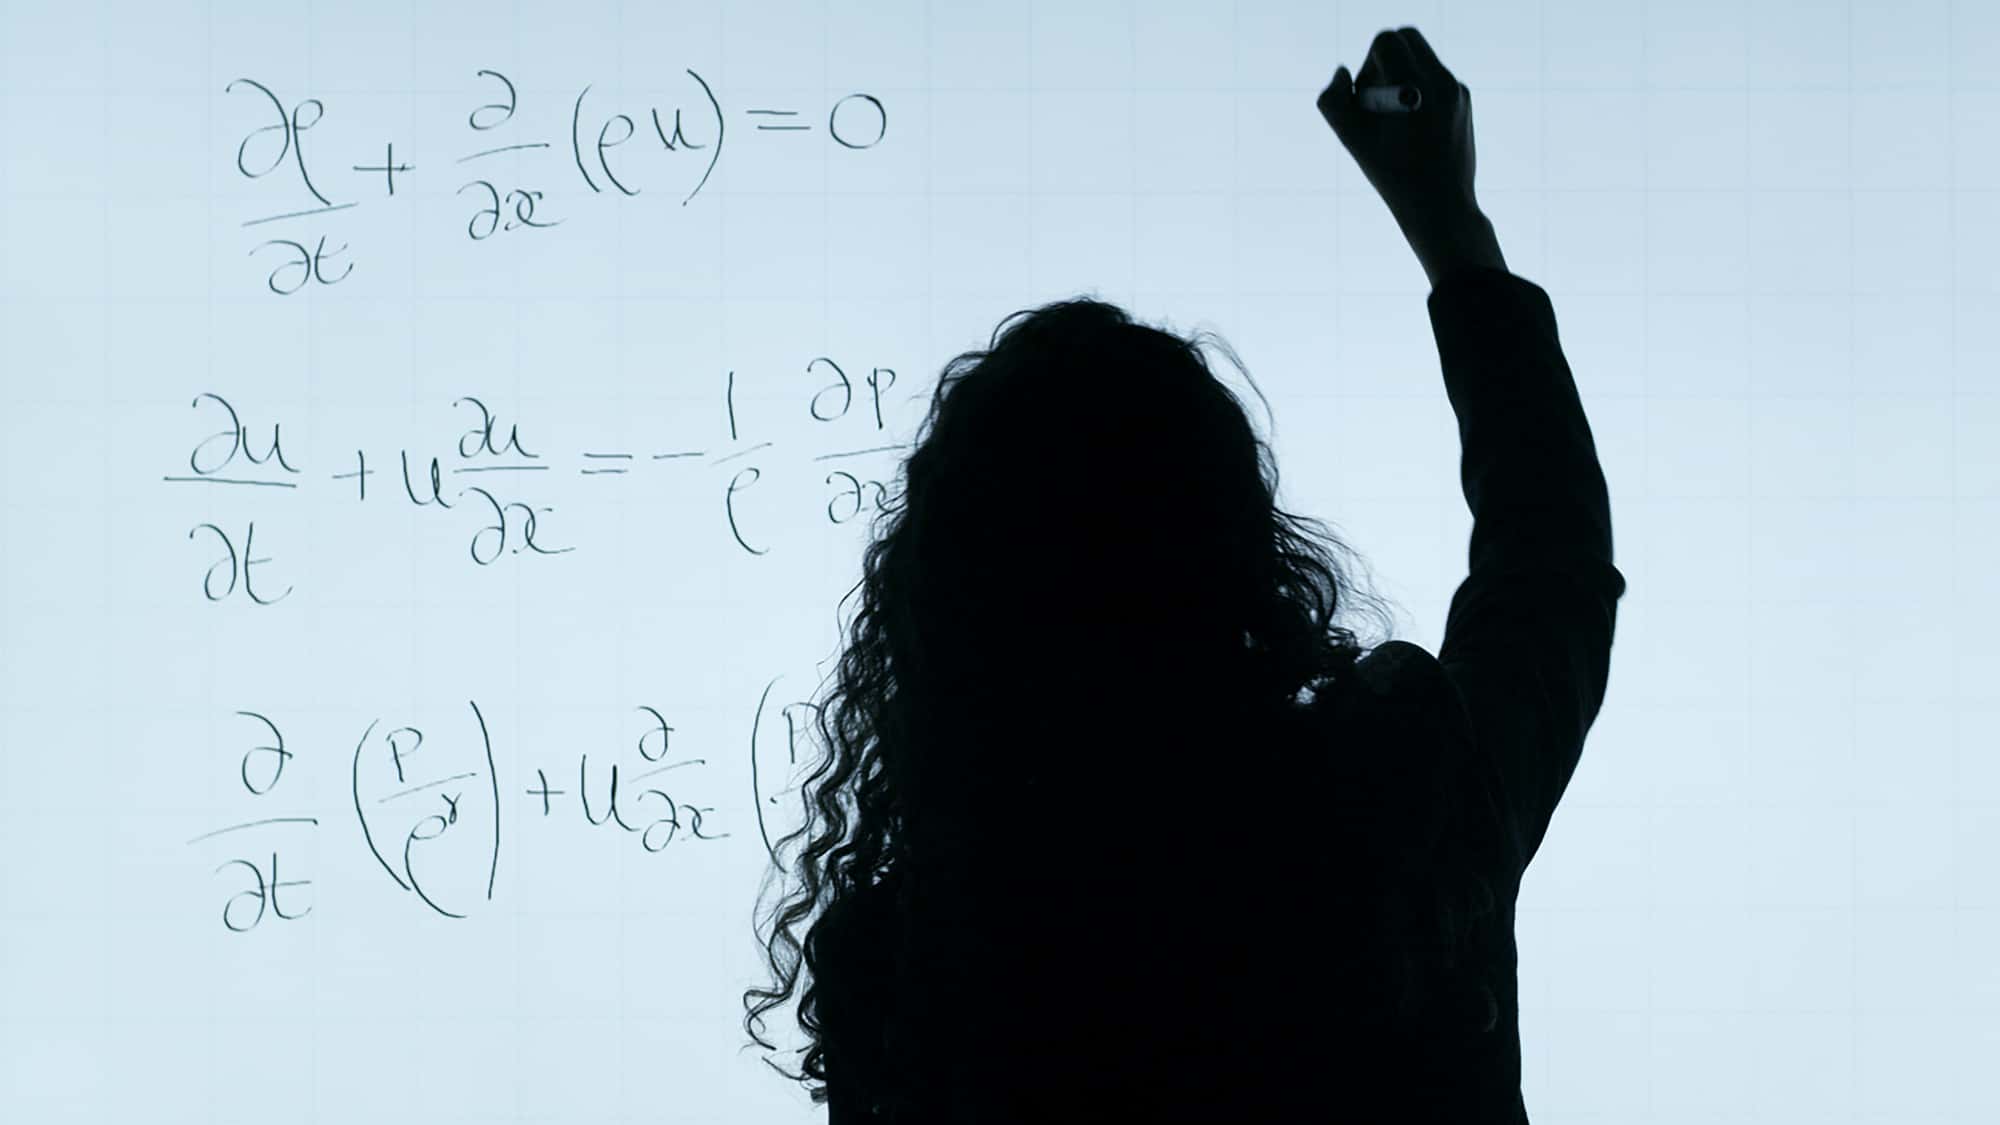 ∂ρ/∂t + ∂/∂x (ρu) = 0
∂u/∂t + u ∂u/∂x = - 1/ρ ∂p/∂x
∂/∂t (p/ρ^γ) + u ∂/∂x (p